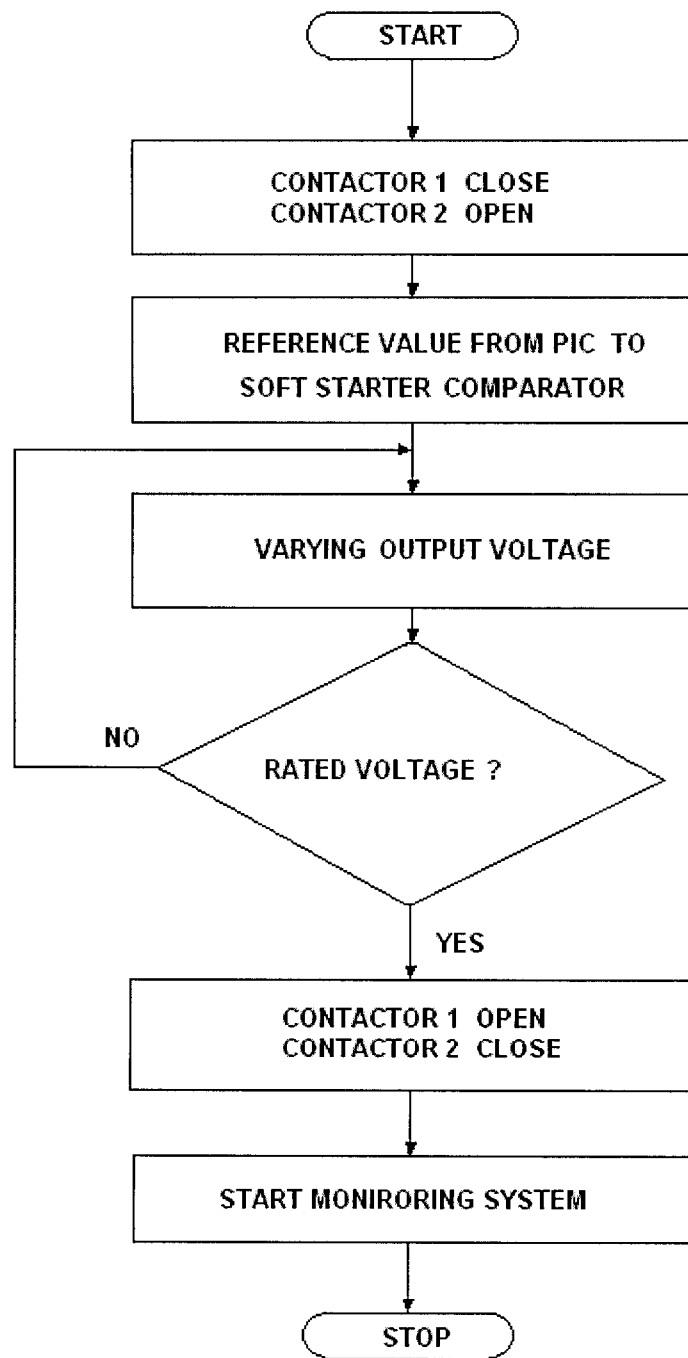 START
CONTACTOR 1 CLOSE
CONTACTOR 2 OPEN
REFERENCE VALUE FROM PIC TO
SOFT STARTER COMPARATOR
VARYING OUTPUT VOLTAGE
NO
RATED VOLTAGE ?
YES
CONTACTOR 1 OPEN
CONTACTOR 2 CLOSE
START MONIRORING SYSTEM
STOP